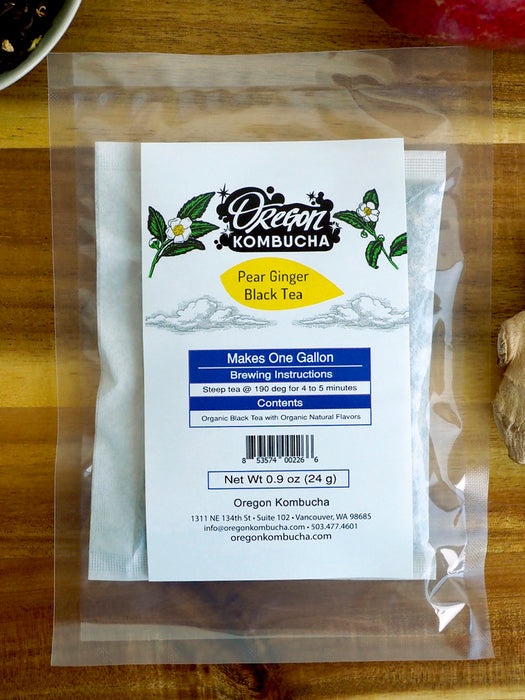 Oregon
KOMBUCHA
Pear Ginger
Black Tea
Makes One Gallon
Brewing Instructions
Steep tea @ 190 deg for 4 to 5 minutes
Contents
Organic Black Tea with Organic Natural Flavors
8 53574 00226 6
Net Wt 0.9 oz (24 g)
Oregon Kombucha
1311 NE 134th St • Suite 102 • Vancouver, WA 98685
info@oregonkombucha.com • 503.477.4601
oregonkombucha.com